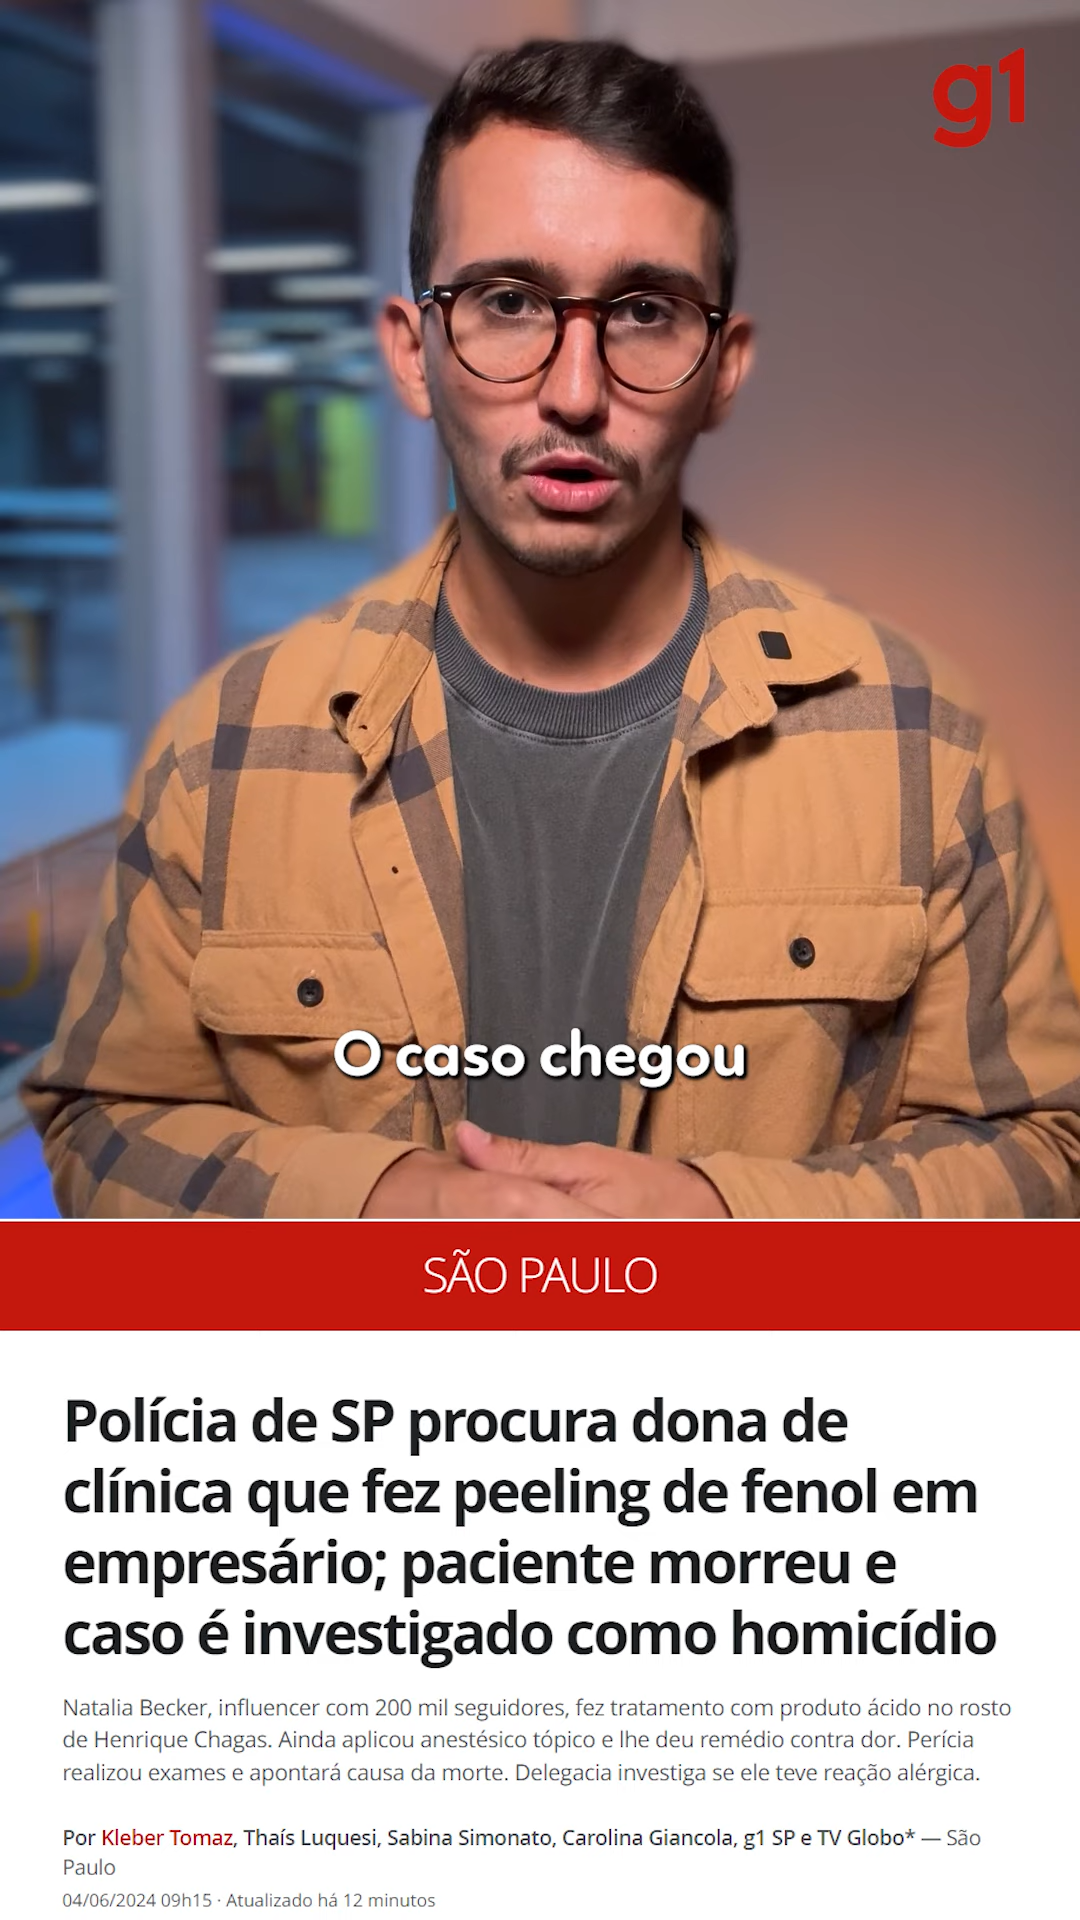 g1
O caso chegou
SÃO PAULO
Polícia de SP procura dona de
clínica que fez peeling de fenol em
empresário; paciente morreu e
caso é investigado como homicídio
Natalia Becker, influencer com 200 mil seguidores, fez tratamento com produto ácido no rosto
de Henrique Chagas. Ainda aplicou anestésico tópico e lhe deu remédio contra dor. Perícia
realizou exames e apontará causa da morte. Delegacia investiga se ele teve reação alérgica.
Por Kleber Tomaz, Thaís Luquesi, Sabina Simonato, Carolina Giancola, g1 SP e TV Globo* — São
Paulo
04/06/2024 09h15 · Atualizado há 12 minutos